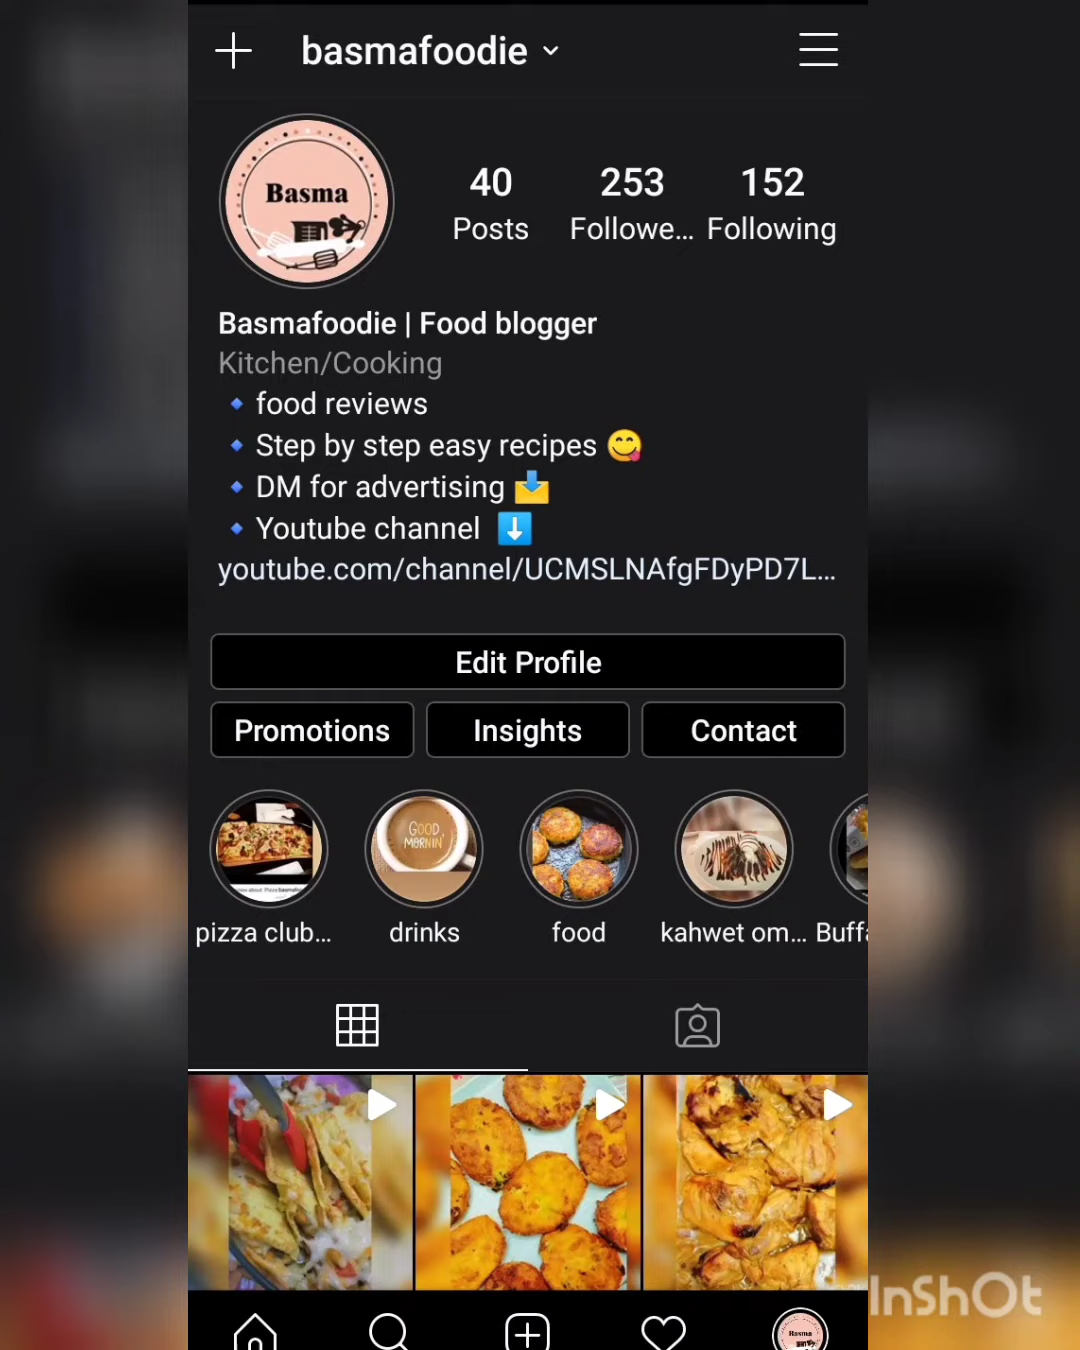 basmafoodie
Basma
40 253 152
Posts Followe... Following
Basmafoodie | Food blogger
Kitchen/Cooking
food reviews
Step by step easy recipes 😋
DM for advertising 📩
Youtube channel ⬇️
youtube.com/channel/UCMSLNAfgFDyPD7L...
Edit Profile
Promotions Insights Contact
GOOD
MORNIN'
pizza club... drinks food kahwet om... Buff
InShOt
Basma